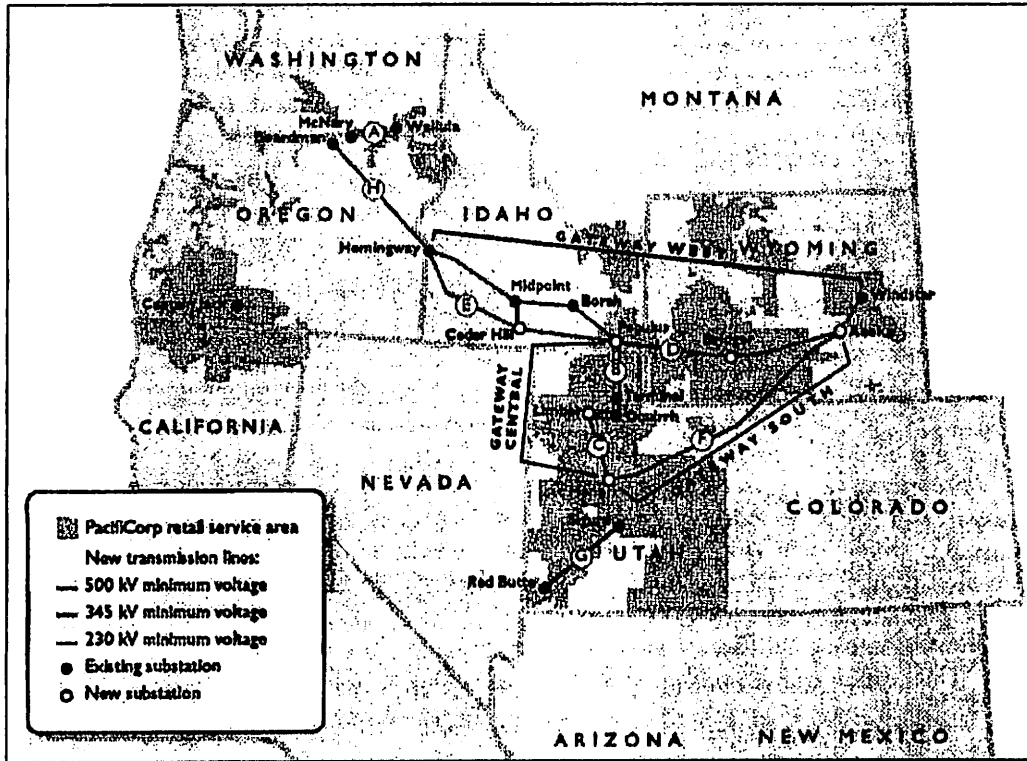 WASHINGTON
MONTANA
McNary
A
Wallula
Boardman
H
OREGON
IDAHO
Hemingway
GATEWAY WEST
WYOMING
Midpoint
Borah
Windstar
E
Cedar Hill
Populus
D
GATEWAY CENTRAL
Terminal
CALIFORNIA
F
GATEWAY SOUTH
C
NEVADA
COLORADO
UTAH
G
Red Butte
PacifiCorp retail service area
New transmission lines:
500 kV minimum voltage
345 kV minimum voltage
230 kV minimum voltage
Existing substation
New substation
ARIZONA
NEW MEXICO